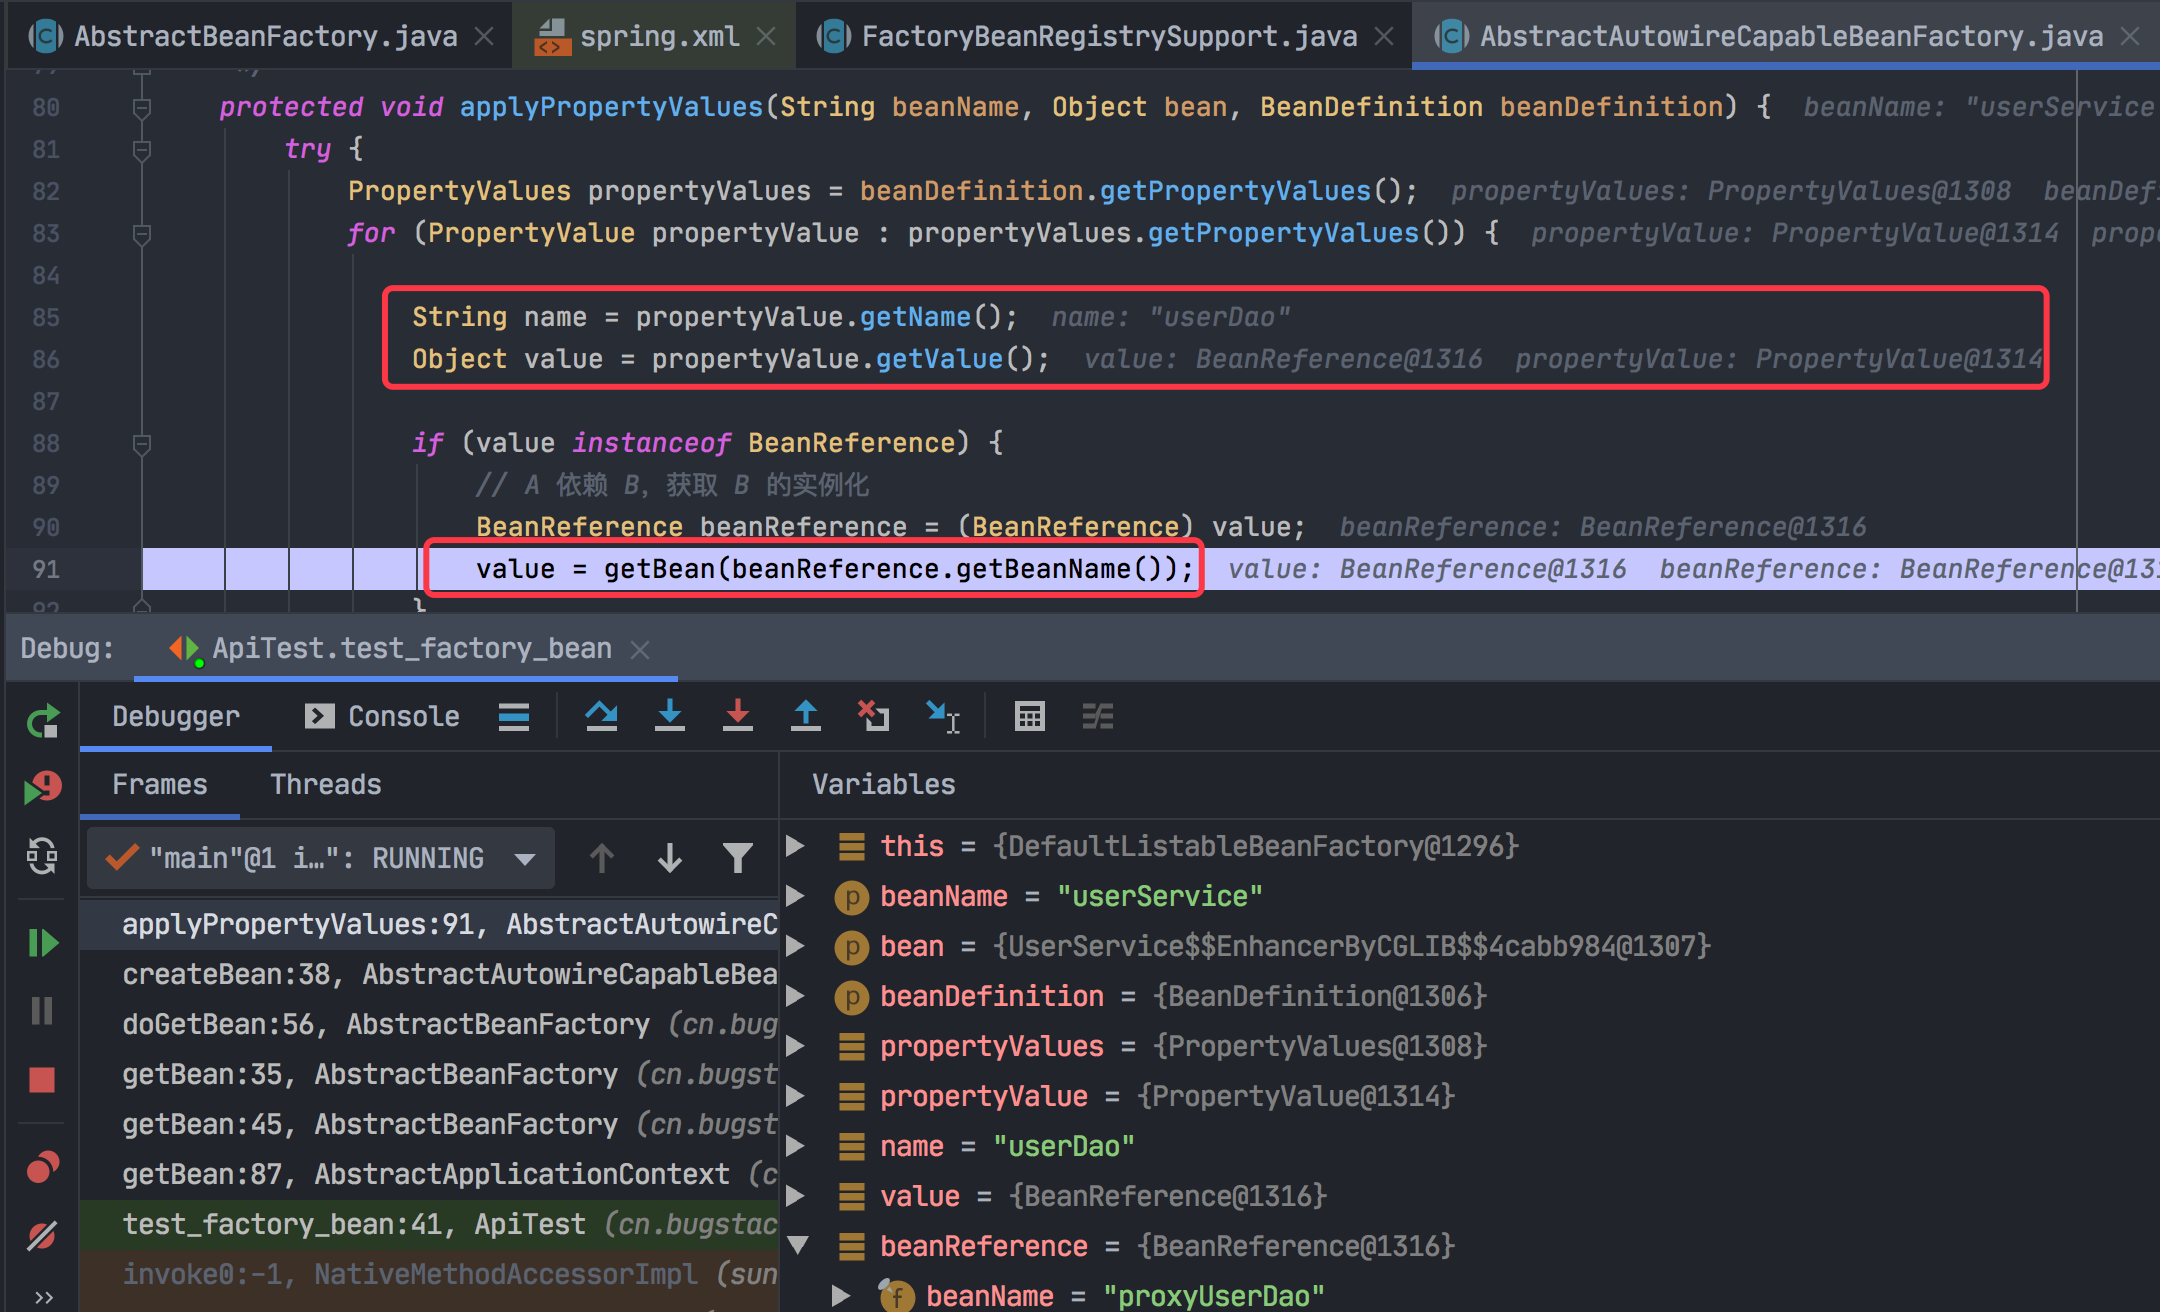 AbstractBeanFactory.java spring.xml FactoryBeanRegistrySupport.java AbstractAutowireCapableBeanFactory.java
80 protected void applyPropertyValues(String beanName, Object bean, BeanDefinition beanDefinition) { beanName: "userService
81 try {
82 PropertyValues propertyValues = beanDefinition.getPropertyValues(); propertyValues: PropertyValues@1308 beanDefi
83 for (PropertyValue propertyValue : propertyValues.getPropertyValues()) { propertyValue: PropertyValue@1314 prope
84
85 String name = propertyValue.getName(); name: "userDao"
86 Object value = propertyValue.getValue(); value: BeanReference@1316 propertyValue: PropertyValue@1314
87
88 if (value instanceof BeanReference) {
89 // A 依赖 B，获取 B 的实例化
90 BeanReference beanReference = (BeanReference) value; beanReference: BeanReference@1316
91 value = getBean(beanReference.getBeanName()); value: BeanReference@1316 beanReference: BeanReference@131
92 }
Debug: ApiTest.test_factory_bean
Debugger Console
Frames Threads
"main"@1 i…": RUNNING
applyPropertyValues:91, AbstractAutowireC
createBean:38, AbstractAutowireCapableBea
doGetBean:56, AbstractBeanFactory (cn.bug
getBean:35, AbstractBeanFactory (cn.bugst
getBean:45, AbstractBeanFactory (cn.bugst
getBean:87, AbstractApplicationContext (c
test_factory_bean:41, ApiTest (cn.bugstac
invoke0:-1, NativeMethodAccessorImpl (sun
Variables
this = {DefaultListableBeanFactory@1296}
beanName = "userService"
bean = {UserService$$EnhancerByCGLIB$$4cabb984@1307}
beanDefinition = {BeanDefinition@1306}
propertyValues = {PropertyValues@1308}
propertyValue = {PropertyValue@1314}
name = "userDao"
value = {BeanReference@1316}
beanReference = {BeanReference@1316}
beanName = "proxyUserDao"